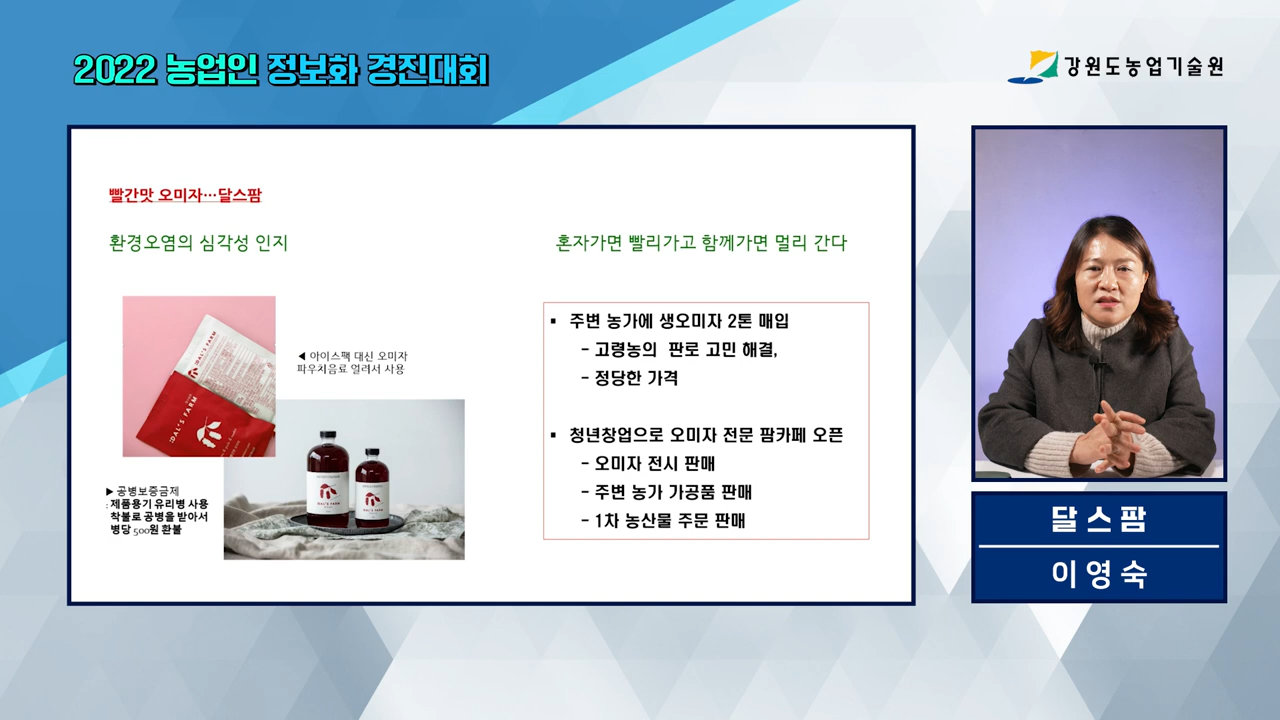 2022 농업인 정보화 경진대회
강원도농업기술원
빨간맛 오미자…달스팜
환경오염의 심각성 인지
◀ 아이스팩 대신 오미자
파우치음료 얼려서 사용
:DAL'S FARM
:DAL'S FARM
DAL'S FARM
DAL'S FARM
▶ 공병보증금제
: 제품용기 유리병 사용
착불로 공병을 받아서
병당 500원 환불
혼자가면 빨리가고 함께가면 멀리 간다
▪ 주변 농가에 생오미자 2톤 매입
- 고령농의 판로 고민 해결,
- 정당한 가격
▪ 청년창업으로 오미자 전문 팜카페 오픈
- 오미자 전시 판매
- 주변 농가 가공품 판매
- 1차 농산물 주문 판매
달스팜
이영숙